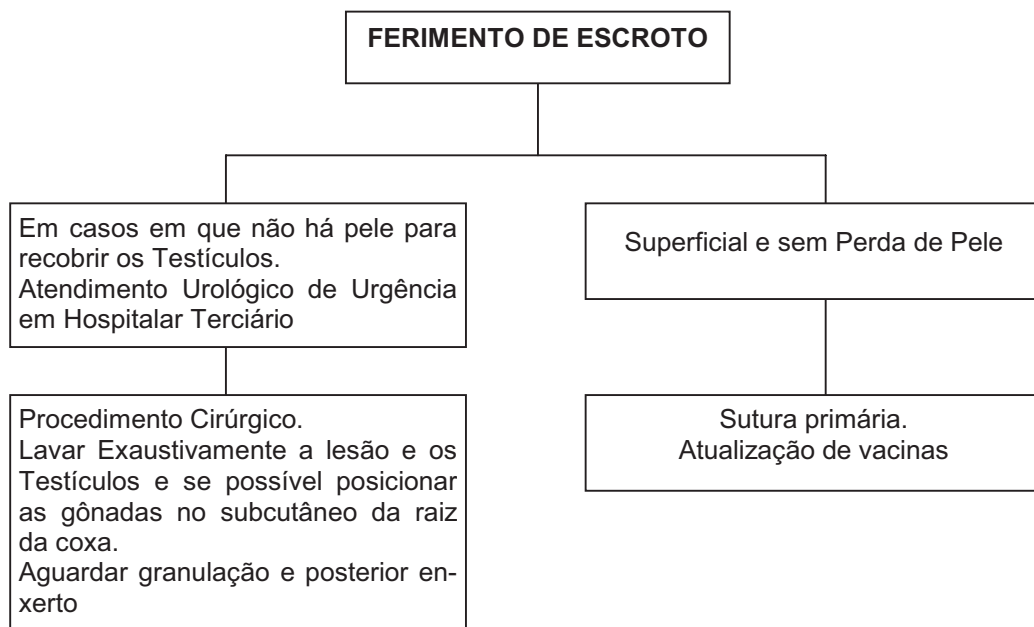 FERIMENTO DE ESCROTO
Em casos em que não há pele para
recobrir os Testículos.
Atendimento Urológico de Urgência
em Hospitalar Terciário
Superficial e sem Perda de Pele
Procedimento Cirúrgico.
Lavar Exaustivamente a lesão e os
Testículos e se possível posicionar
as gônadas no subcutâneo da raiz
da coxa.
Aguardar granulação e posterior en-
xerto
Sutura primária.
Atualização de vacinas